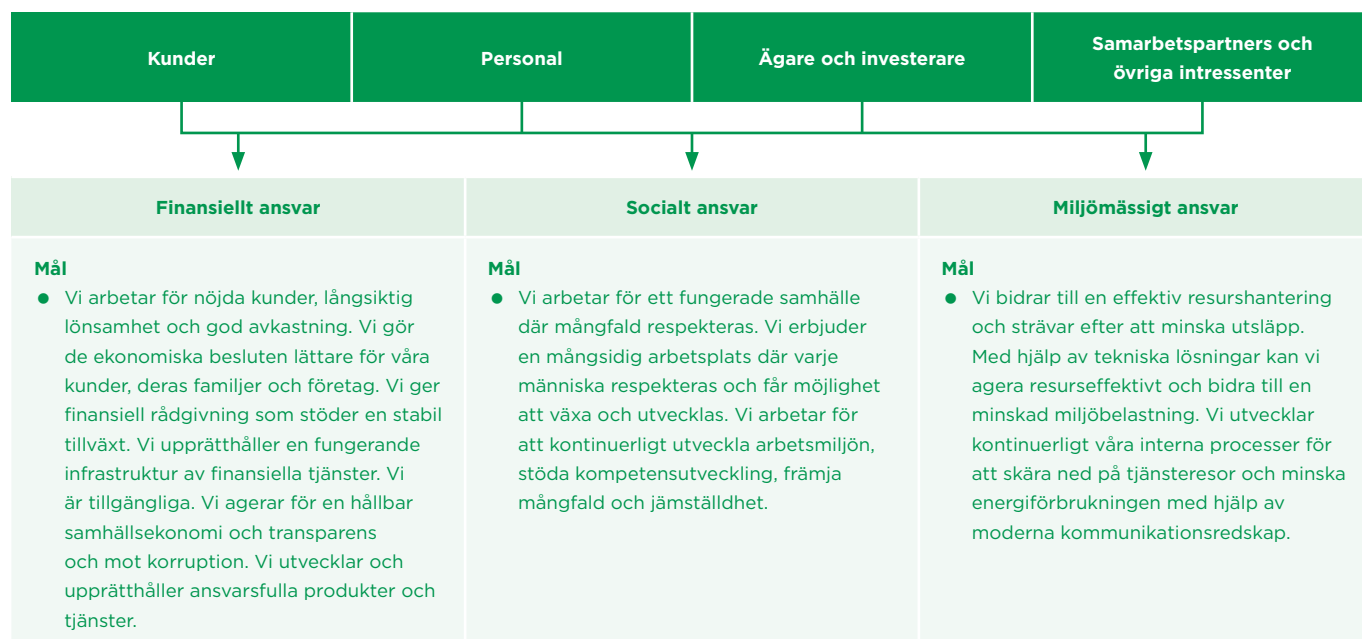 Kunder
Personal
Ägare och investerare
Samarbetspartners och
övriga intressenter
Finansiellt ansvar
Mål
● Vi arbetar för nöjda kunder, långsiktig
lönsamhet och god avkastning. Vi gör
de ekonomiska besluten lättare för våra
kunder, deras familjer och företag. Vi ger
finansiell rådgivning som stöder en stabil
tillväxt. Vi upprätthåller en fungerande
infrastruktur av finansiella tjänster. Vi
är tillgängliga. Vi agerar för en hållbar
samhällsekonomi och transparens
och mot korruption. Vi utvecklar och
upprätthåller ansvarsfulla produkter och
tjänster.
Socialt ansvar
Mål
● Vi arbetar för ett fungerade samhälle
där mångfald respekteras. Vi erbjuder
en mångsidig arbetsplats där varje
människa respekteras och får möjlighet
att växa och utvecklas. Vi arbetar för
att kontinuerligt utveckla arbetsmiljön,
stöda kompetensutveckling, främja
mångfald och jämställdhet.
Miljömässigt ansvar
Mål
● Vi bidrar till en effektiv resurshantering
och strävar efter att minska utsläpp.
Med hjälp av tekniska lösningar kan vi
agera resurseffektivt och bidra till en
minskad miljöbelastning. Vi utvecklar
kontinuerligt våra interna processer för
att skära ned på tjänsteresor och minska
energiförbrukningen med hjälp av
moderna kommunikationsredskap.